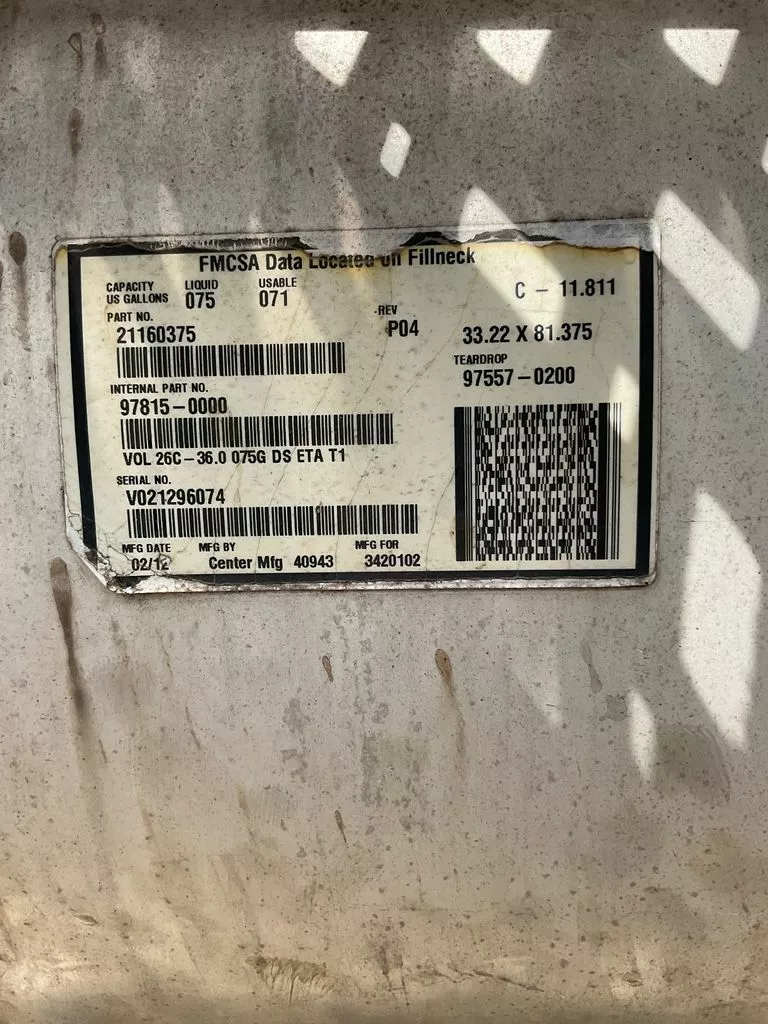 FMCSA Data Located on Fillneck
CAPACITY US GALLONS LIQUID 075 USABLE 071 C - 11.811
PART NO. 21160375 REV P04 33.22 X 81.375
TEARDROP 97557-0200
INTERNAL PART NO.
97815-0000
VOL 26C-36.0 075G DS ETA T1
SERIAL NO.
V021296074
MFG DATE MFG BY MFG FOR
02/12 Center Mfg 40943 3420102